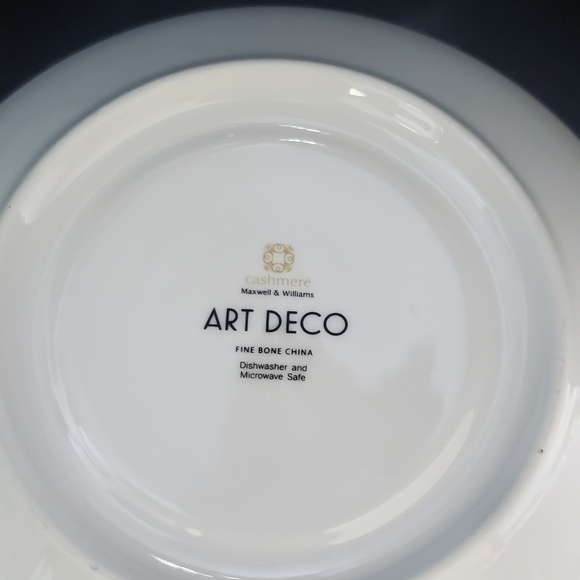 cashmere
Maxwell & Williams
ART DECO
FINE BONE CHINA
Dishwasher and
Microwave Safe